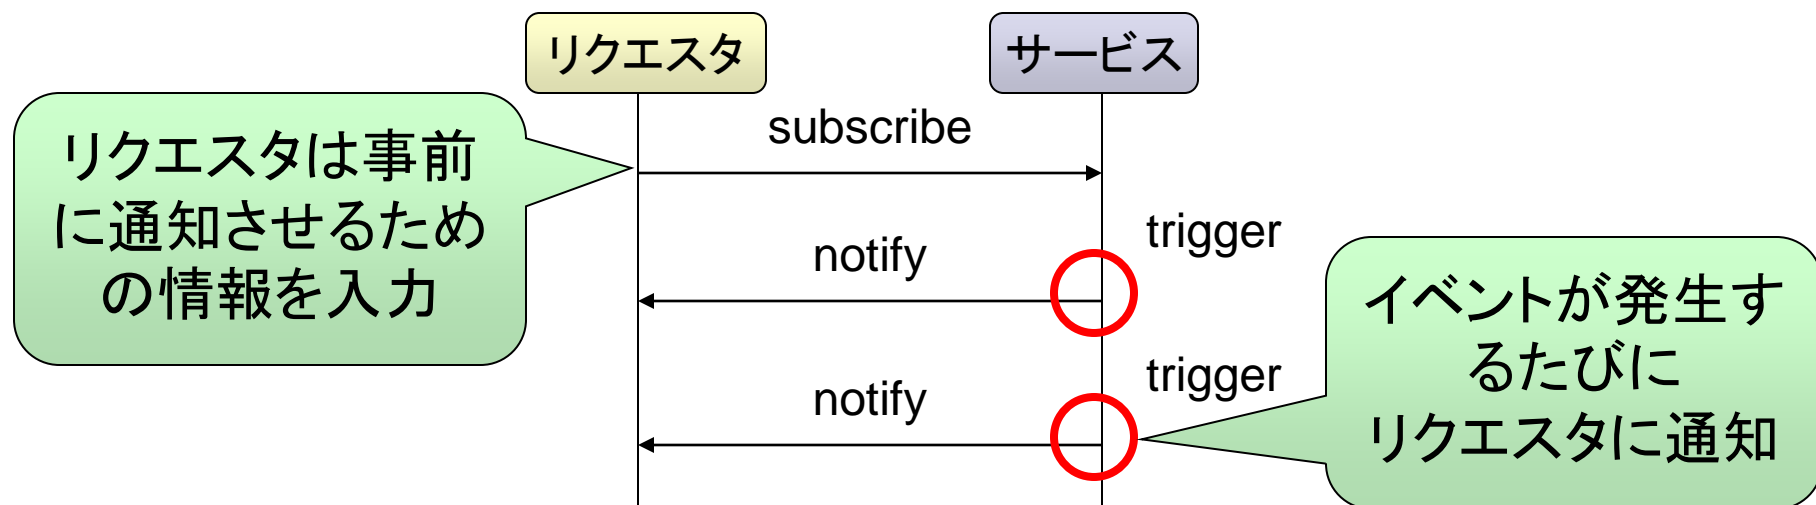 リクエスタ
サービス
リクエスタは事前
に通知させるため
の情報を入力
subscribe
notify
trigger
notify
trigger
イベントが発生す
るたびに
リクエスタに通知